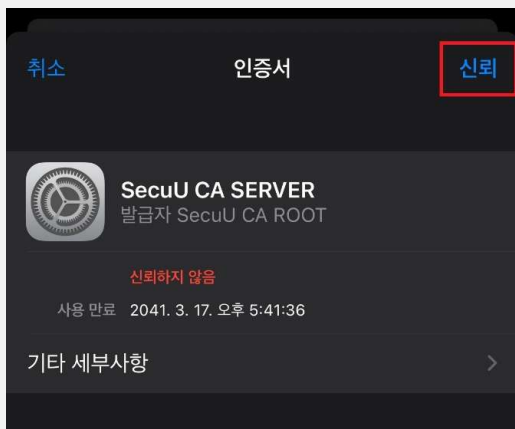 취소 인증서 신뢰
SecuU CA SERVER
발급자 SecuU CA ROOT
신뢰하지 않음
사용 만료 2041. 3. 17. 오후 5:41:36
기타 세부사항